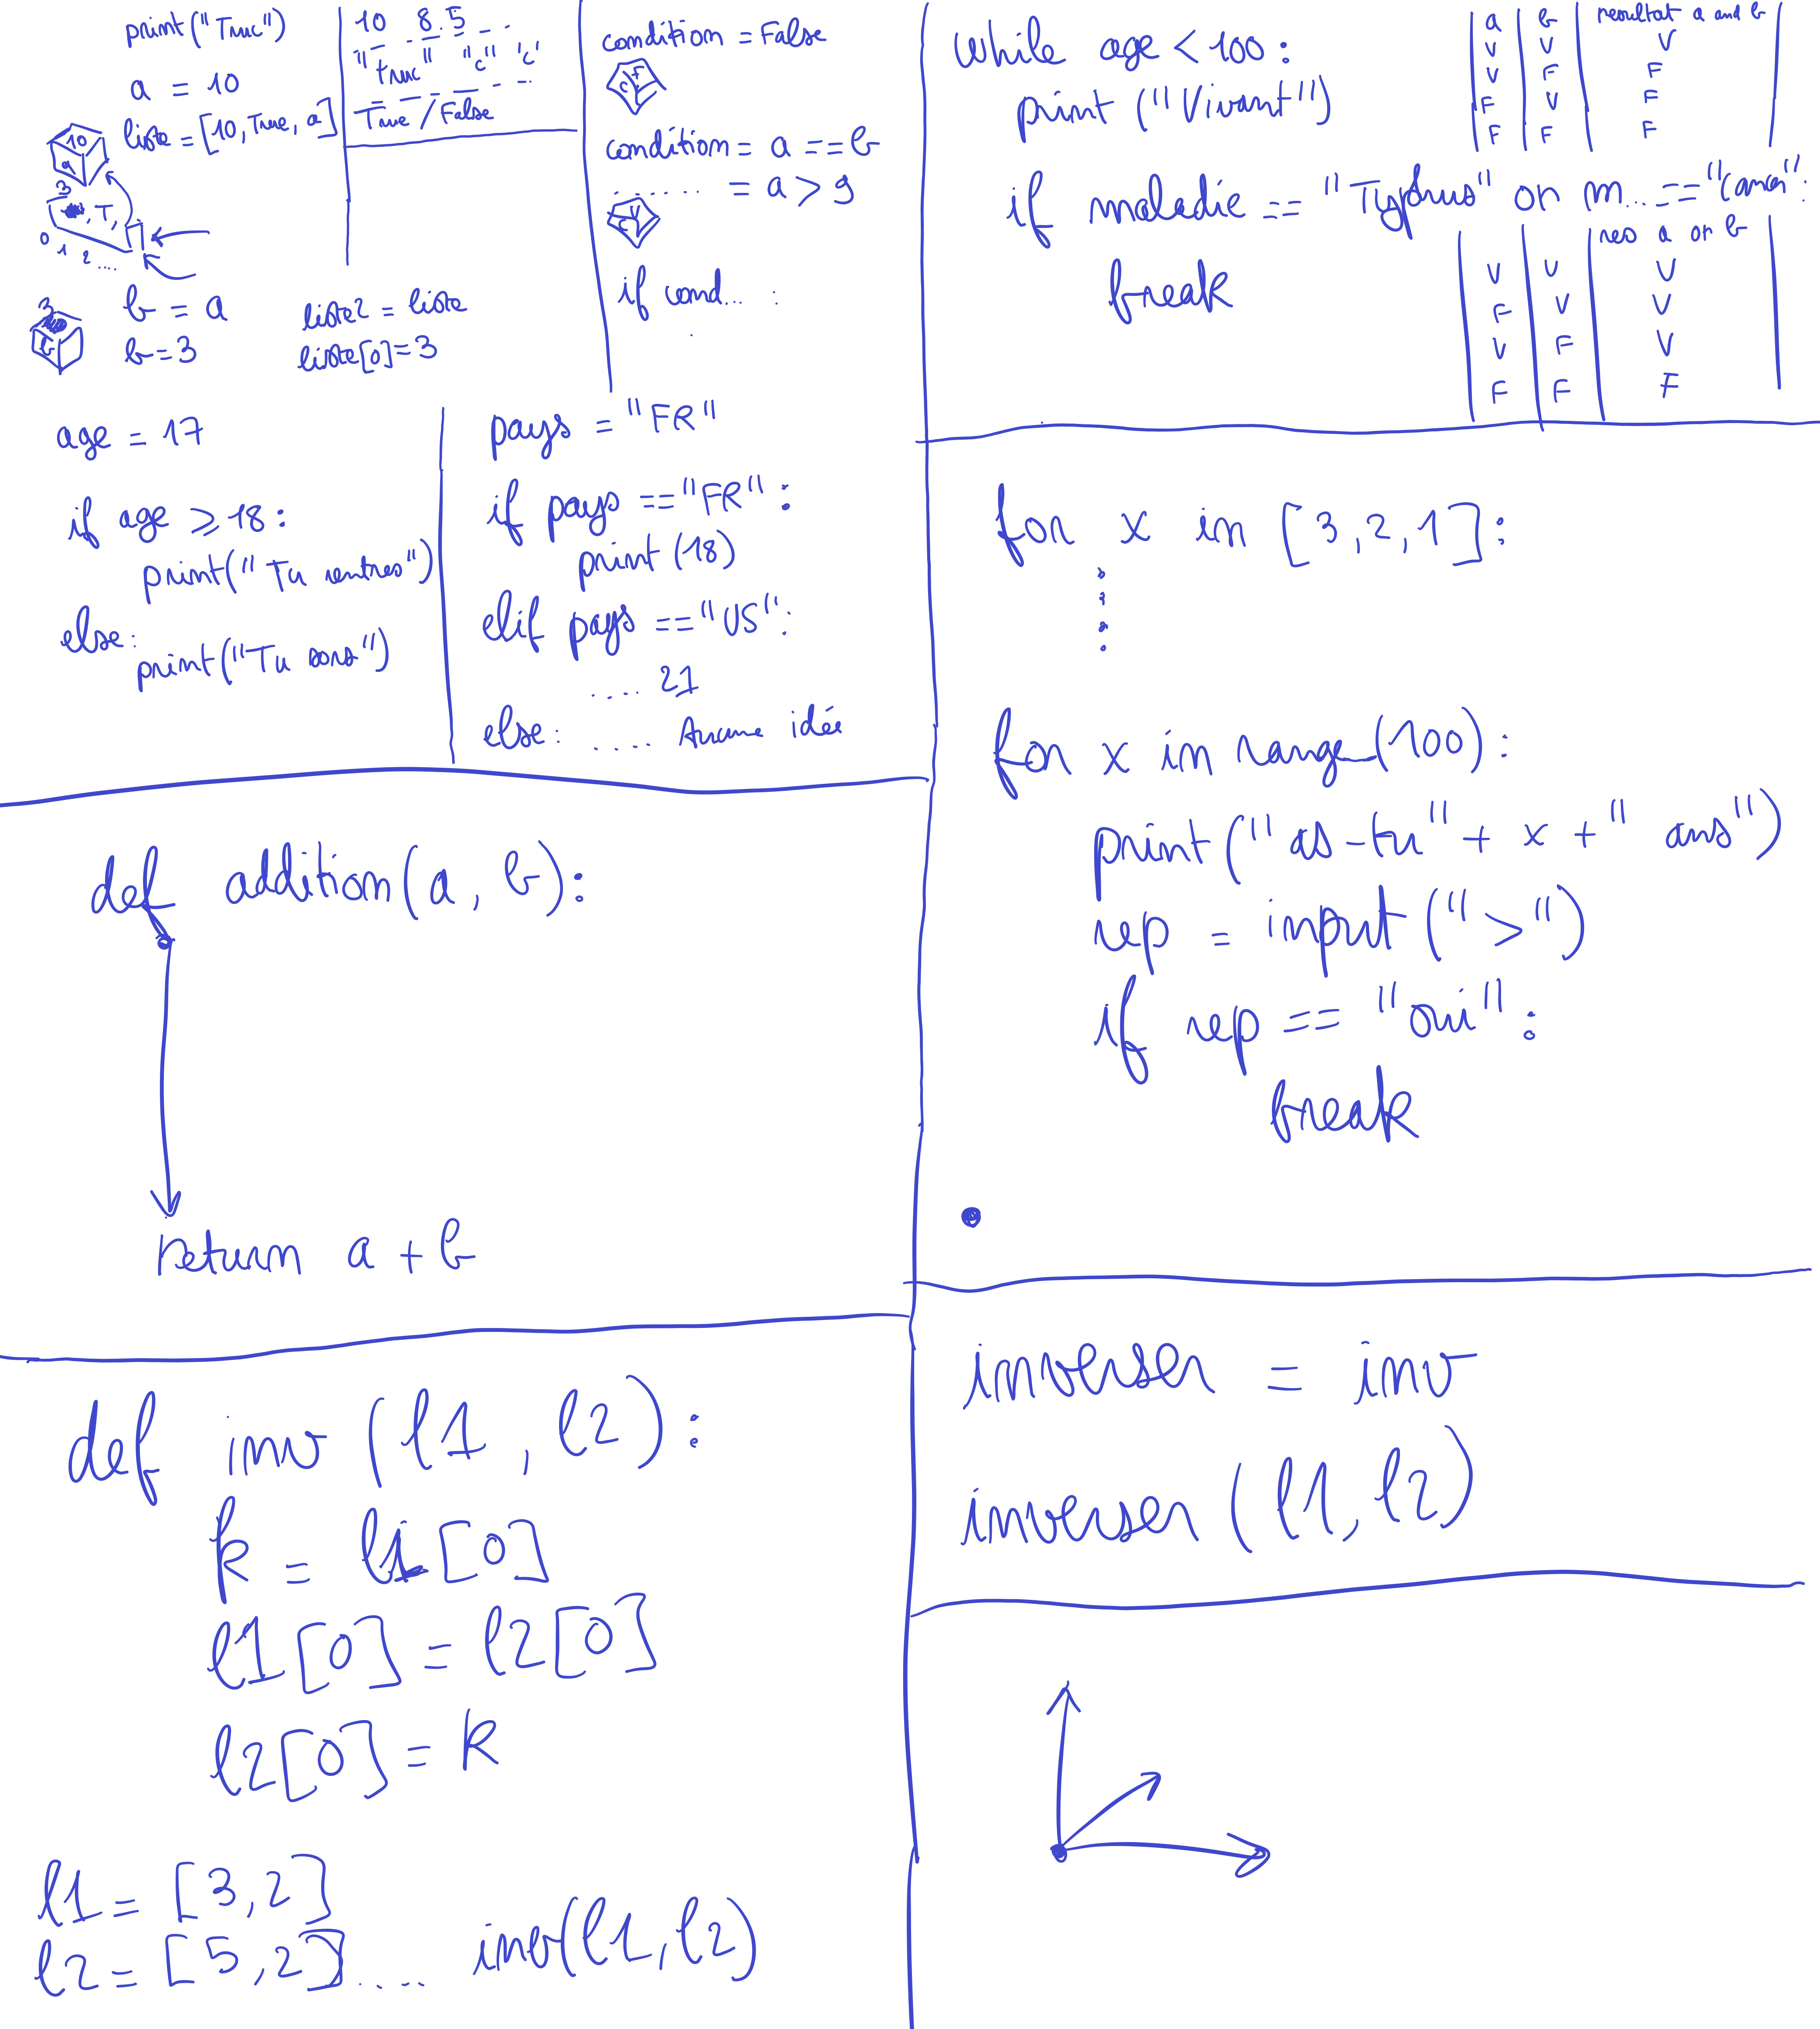 print("Truc")
a = 10
liste = [10, True, a]
10
a
3
, T,
0 1 2 ....
b = a
b = 3
3
b
liste2 = liste
liste[0] = 3
10 8.5
"truc" "c" 'c'
True / False
condition = False
F
C
condition = a == b
...... = a > 9
V
C
if cond... :
.
age = 17
if age ⩾ 18 :
print("Tu rentres")
else:
print("Tu sors")
pays = "FR"
if pays == "FR" :
print(18)
elif pays == "US" :
.... 21
else: .... Aucune idée
def addition(a, b):
return a + b
def inv (l1, l2) :
k = l1[0]
l1[0] = l2[0]
l2[0] = k
l1 = [3,2]
l2 = [5,2] .... inv(l1, l2)
while age < 100 :
print ("Vivant")
if maladie == "Typhus" or m... == "Cancer" :
break
a b resultat a and b
V V V
V F F
F V F
F F F
res a or b
V V V
F V V
V F V
F F F
for x in [3,2,1] :
for x in range(100) :
print(" as-tu" + x + " ans")
rep = input(">")
if rep == "oui" :
break
inverser = inv
inverser (l1, l2)